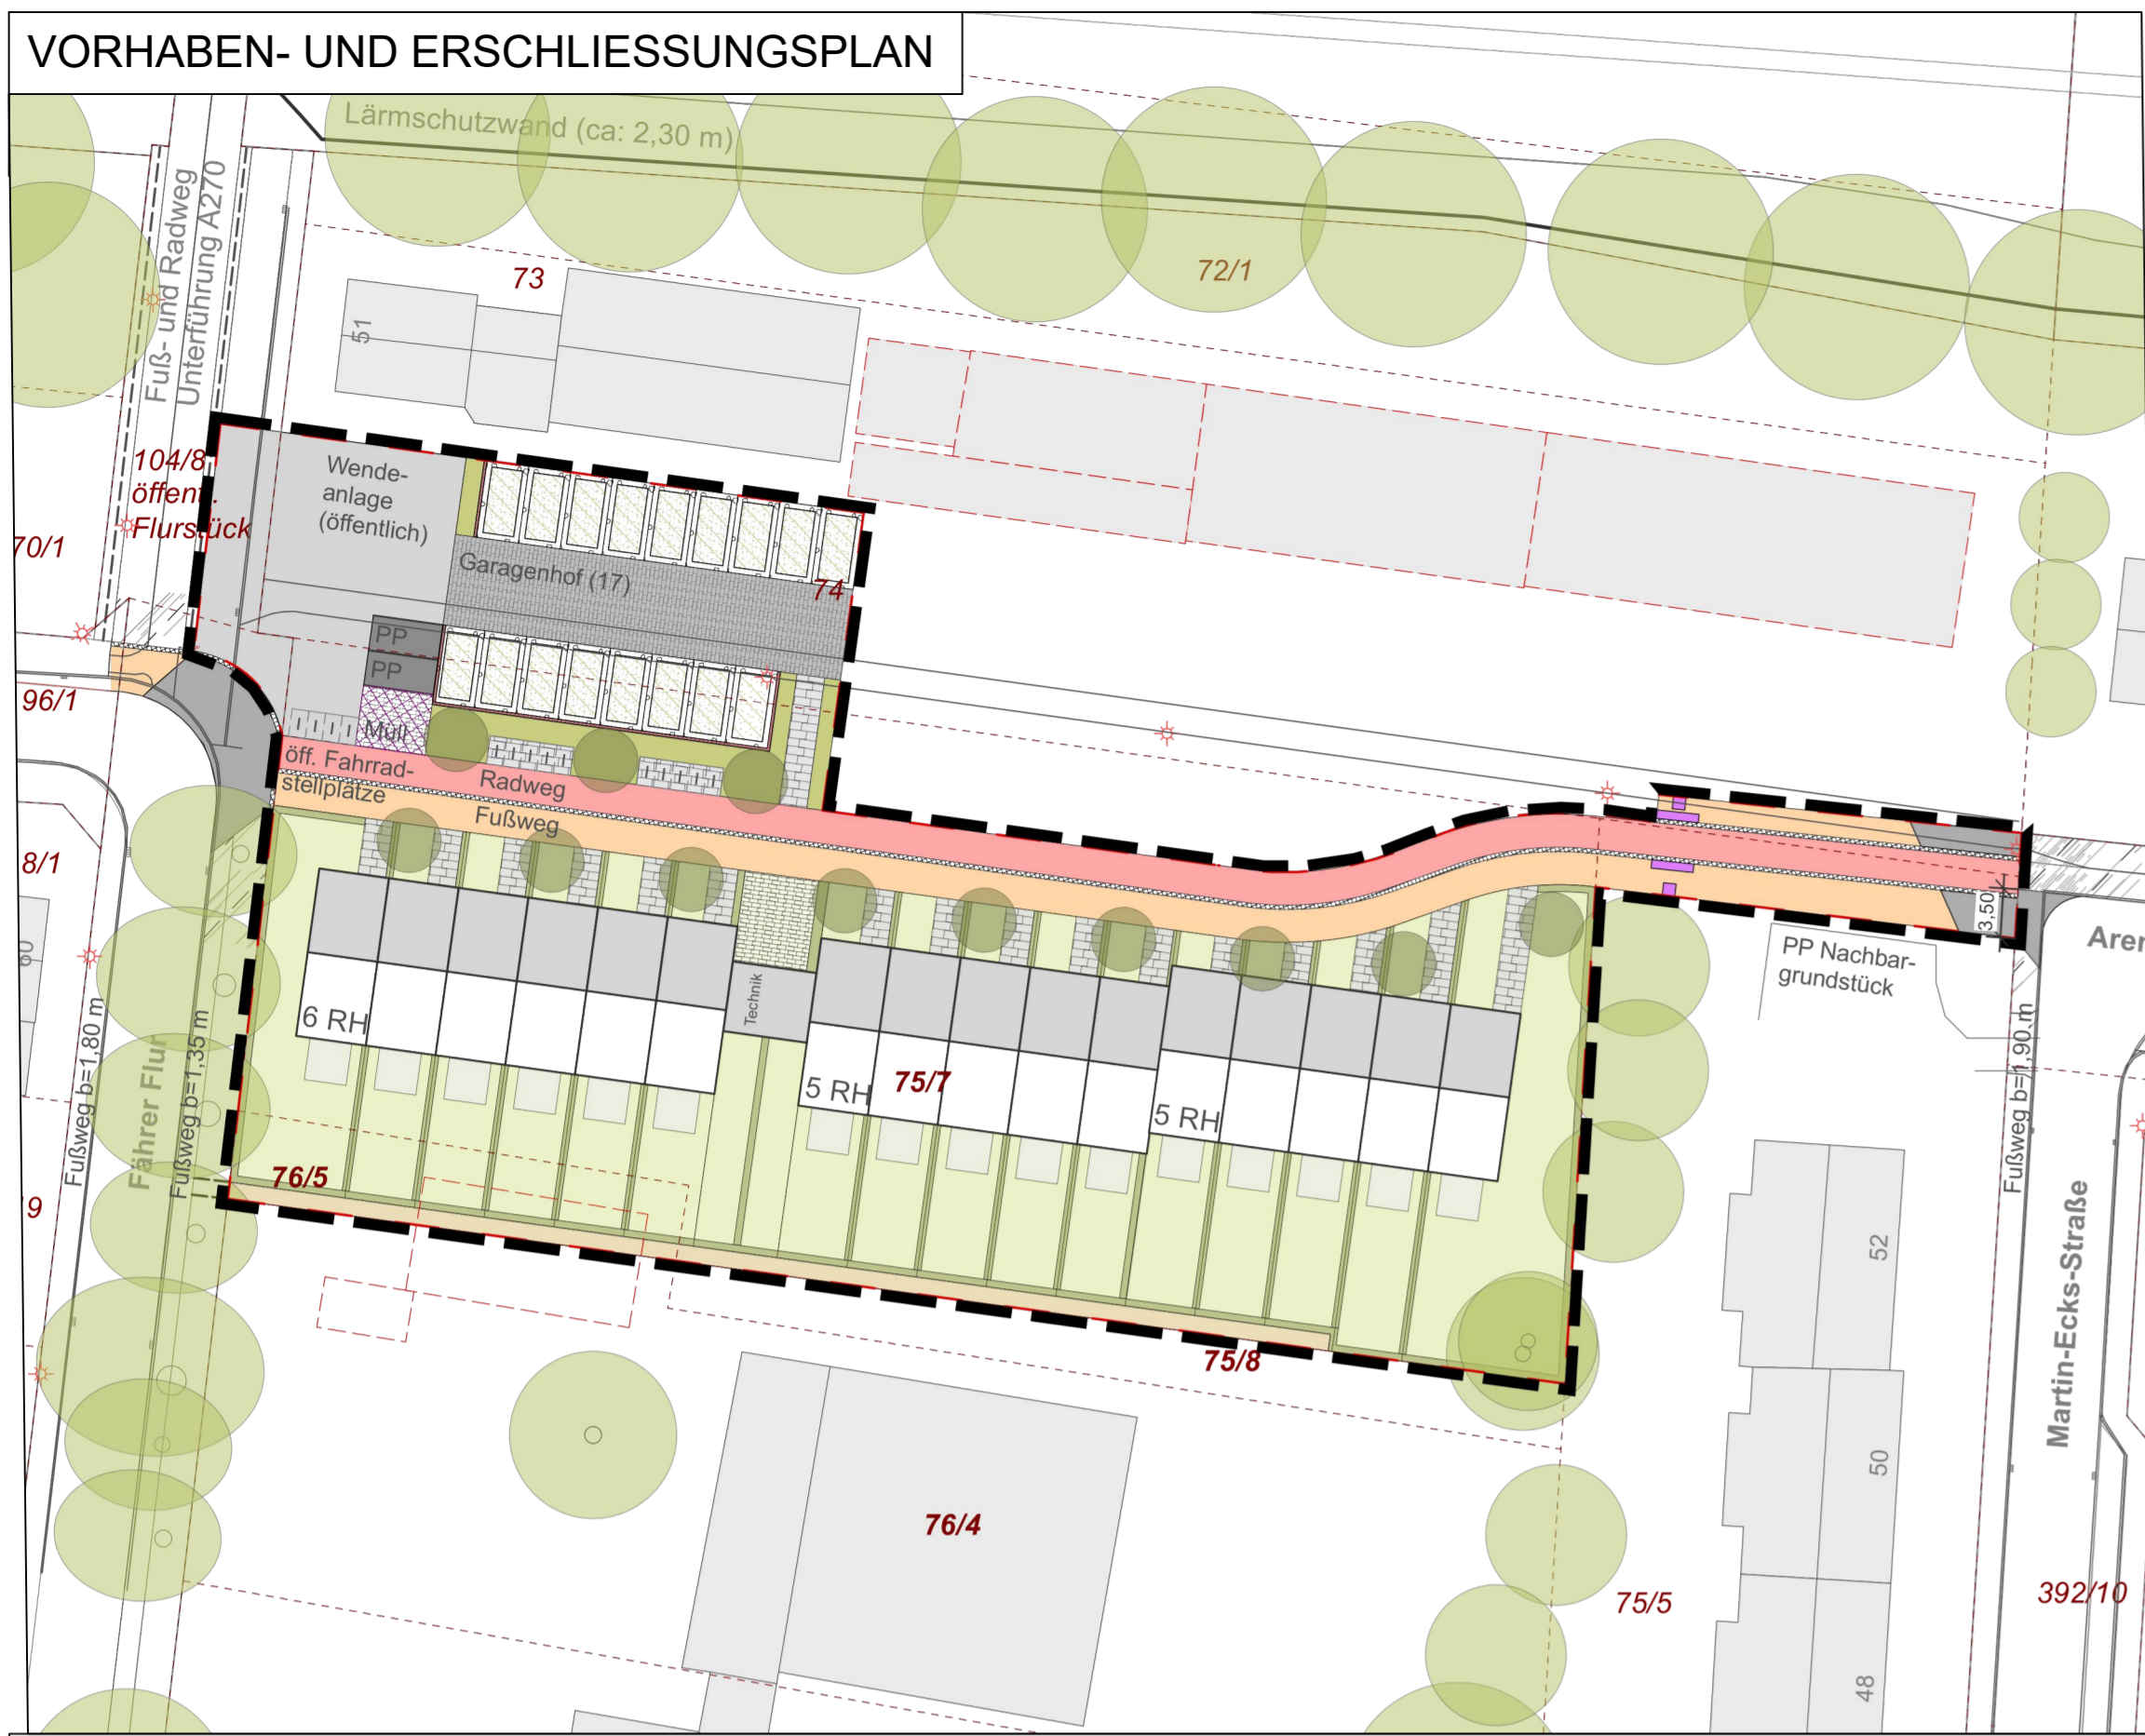 VORHABEN- UND ERSCHLIESSUNGSPLAN
Lärmschutzwand (ca: 2,30 m)
Fuß- und Radweg
Unterführung A270
73
72/1
51
104/8
öffentl.
Flurstück
70/1
Wende-
anlage
(öffentlich)
Garagenhof (17)
74
PP
PP
Müll
96/1
öff. Fahrrad-
stellplätze
Radweg
Fußweg
8/1
60
3,50
PP Nachbar-
grundstück
Technik
6 RH
5 RH
75/7
5 RH
Fußweg b=1,80 m
Fährer Flur
Fußweg b=1,35 m
Fußweg b=1,90 m
76/5
9
75/8
52
Martin-Ecks-Straße
50
76/4
75/5
392/10
48